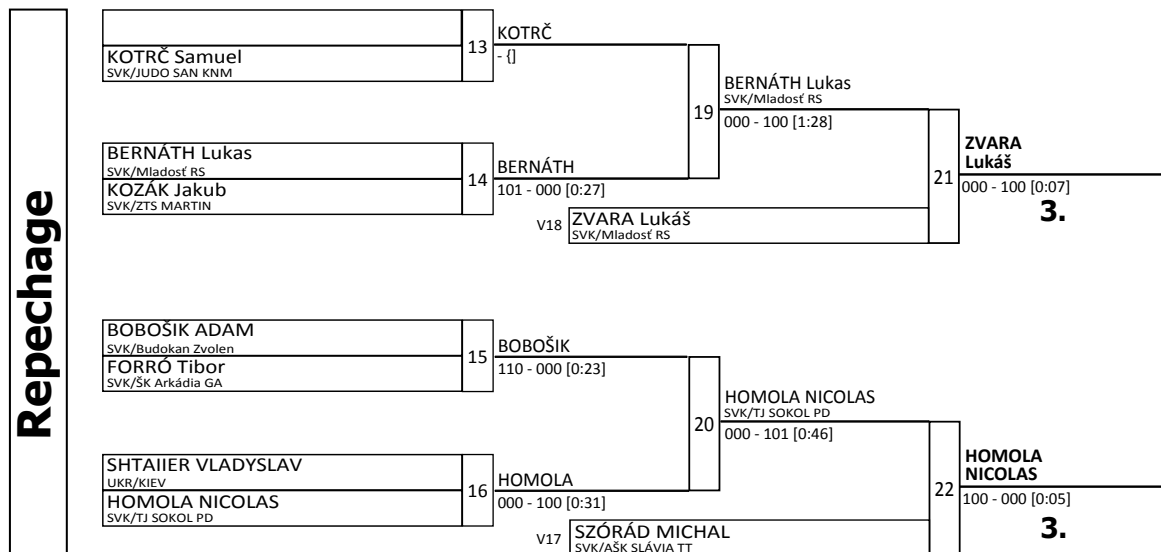 Repechage
KOTRČ Samuel
SVK/JUDO SAN KNM
13
KOTRČ
- {]
BERNÁTH Lukas
SVK/Mladosť RS
KOZÁK Jakub
SVK/ZTS MARTIN
14
BERNÁTH
101 - 000 [0:27]
19
BERNÁTH Lukas
SVK/Mladosť RS
000 - 100 [1:28]
V18
ZVARA Lukáš
SVK/Mladosť RS
21
ZVARA
Lukáš
000 - 100 [0:07]
3.
BOBOŠIK ADAM
SVK/Budokan Zvolen
FORRÓ Tibor
SVK/ŠK Arkádia GA
15
BOBOŠIK
110 - 000 [0:23]
SHTAIIER VLADYSLAV
UKR/KIEV
HOMOLA NICOLAS
SVK/TJ SOKOL PD
16
HOMOLA
000 - 100 [0:31]
20
HOMOLA NICOLAS
SVK/TJ SOKOL PD
000 - 101 [0:46]
V17
SZÓRÁD MICHAL
SVK/AŠK SLÁVIA TT
22
HOMOLA
NICOLAS
100 - 000 [0:05]
3.